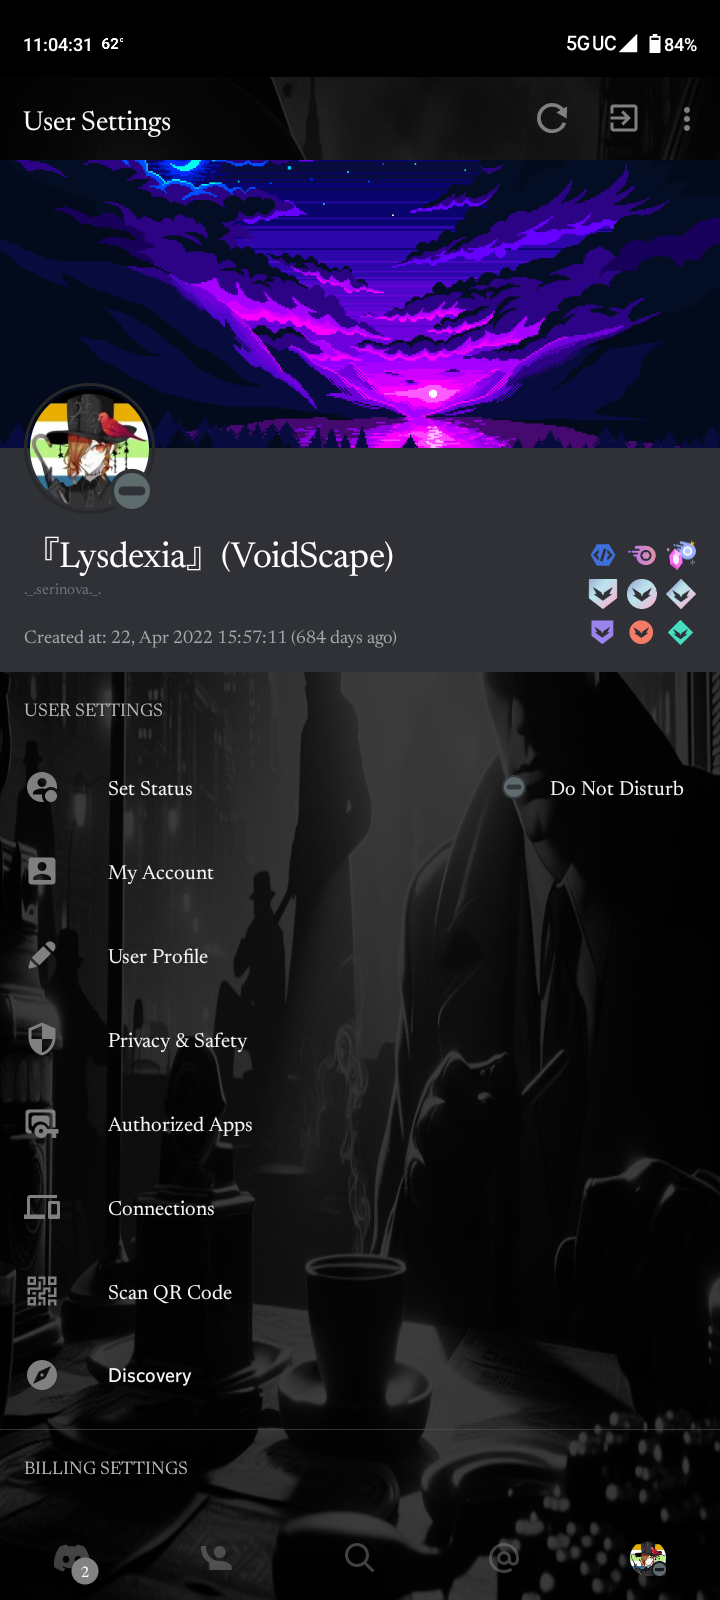 11:04:31 62° 5G UC 84%
User Settings
『Lysdexia』(VoidScape)
._.serinova._.
Created at: 22, Apr 2022 15:57:11 (684 days ago)
USER SETTINGS
Set Status Do Not Disturb
My Account
User Profile
Privacy & Safety
Authorized Apps
Connections
Scan QR Code
Discovery
BILLING SETTINGS
2